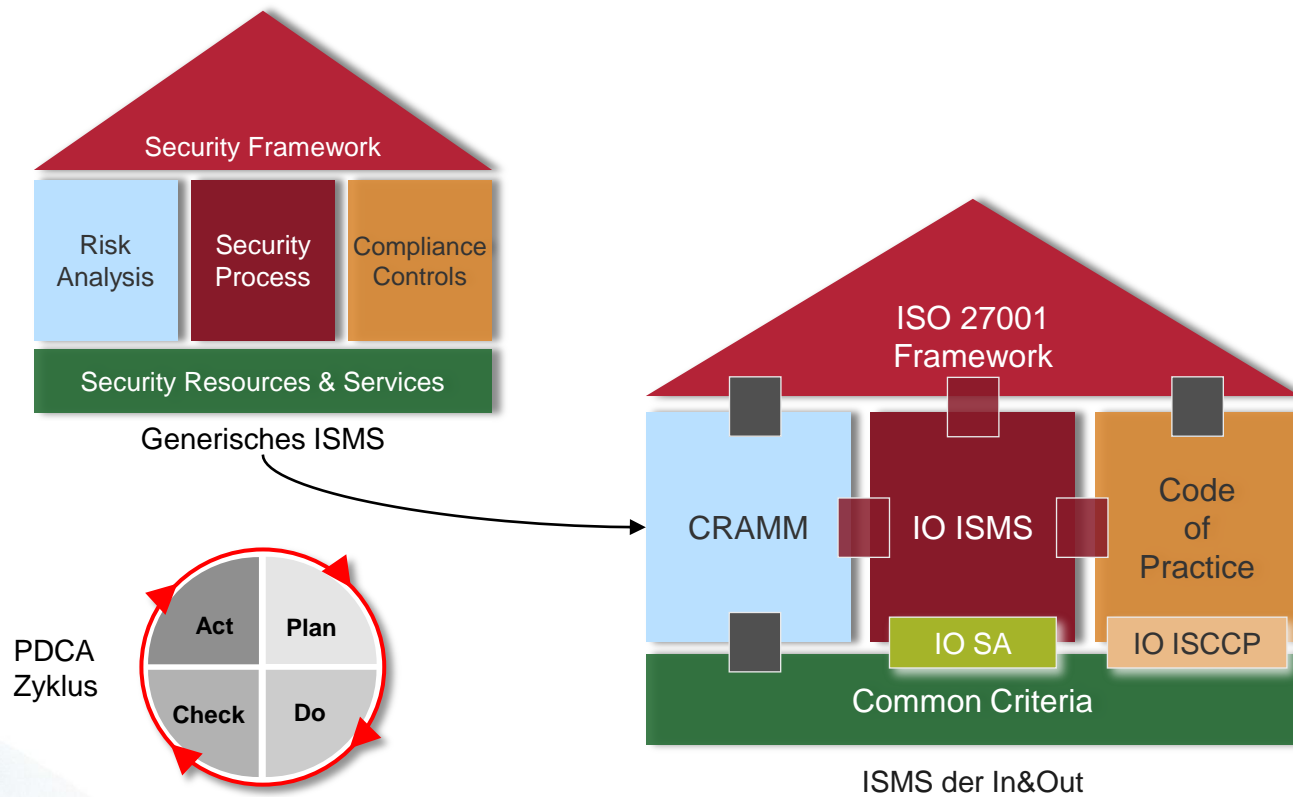 Security Framework
Risk
Analysis
Security
Process
Compliance
Controls
Security Resources & Services
Generisches ISMS
ISO 27001
Framework
CRAMM
IO ISMS
Code
of
Practice
IO SA
IO ISCCP
Common Criteria
ISMS der In&Out
PDCA
Zyklus
Act
Plan
Check
Do